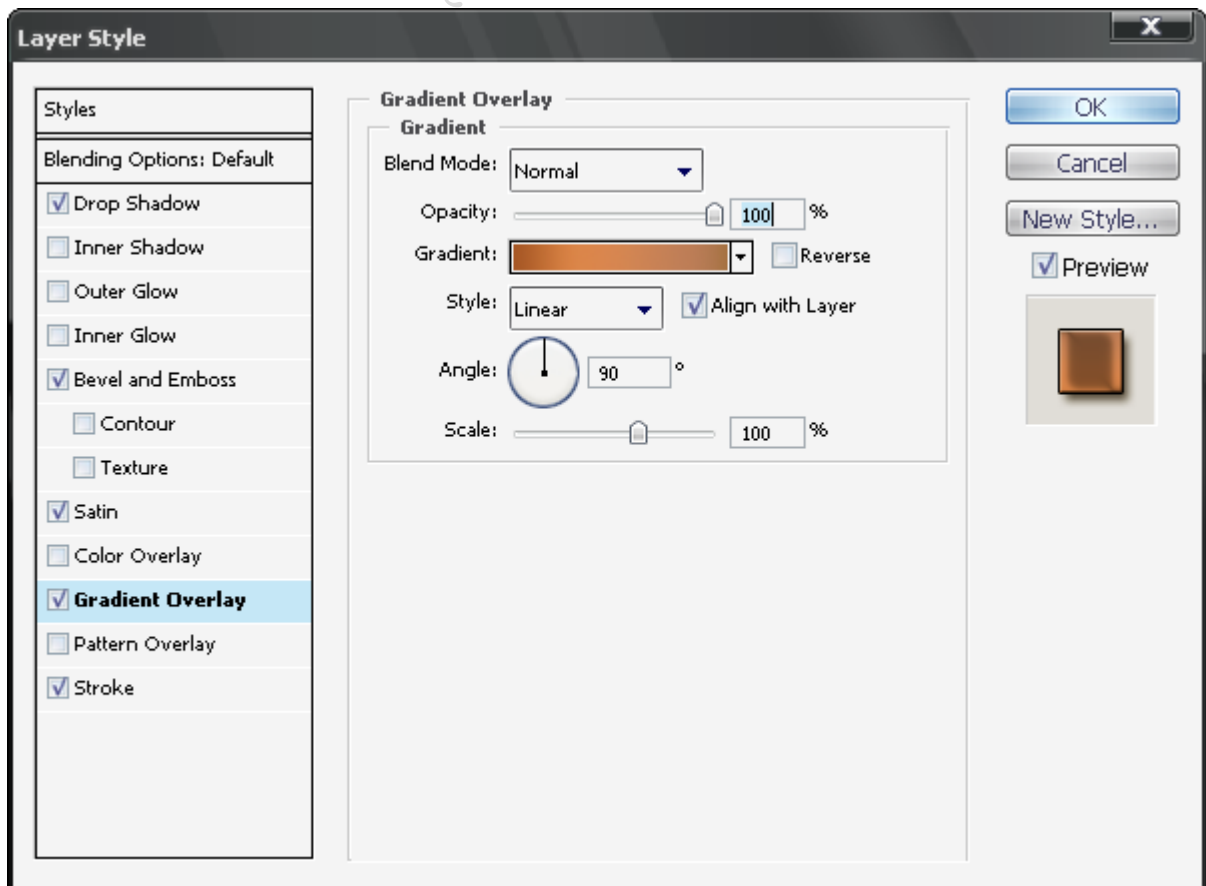 Layer Style
X
Styles
Blending Options: Default
Drop Shadow
Inner Shadow
Outer Glow
Inner Glow
Bevel and Emboss
Contour
Texture
Satin
Color Overlay
Gradient Overlay
Pattern Overlay
Stroke
Gradient Overlay
Gradient
Blend Mode: Normal
Opacity: 100 %
Gradient: Reverse
Style: Linear Align with Layer
Angle: 90 °
Scale: 100 %
OK
Cancel
New Style...
Preview